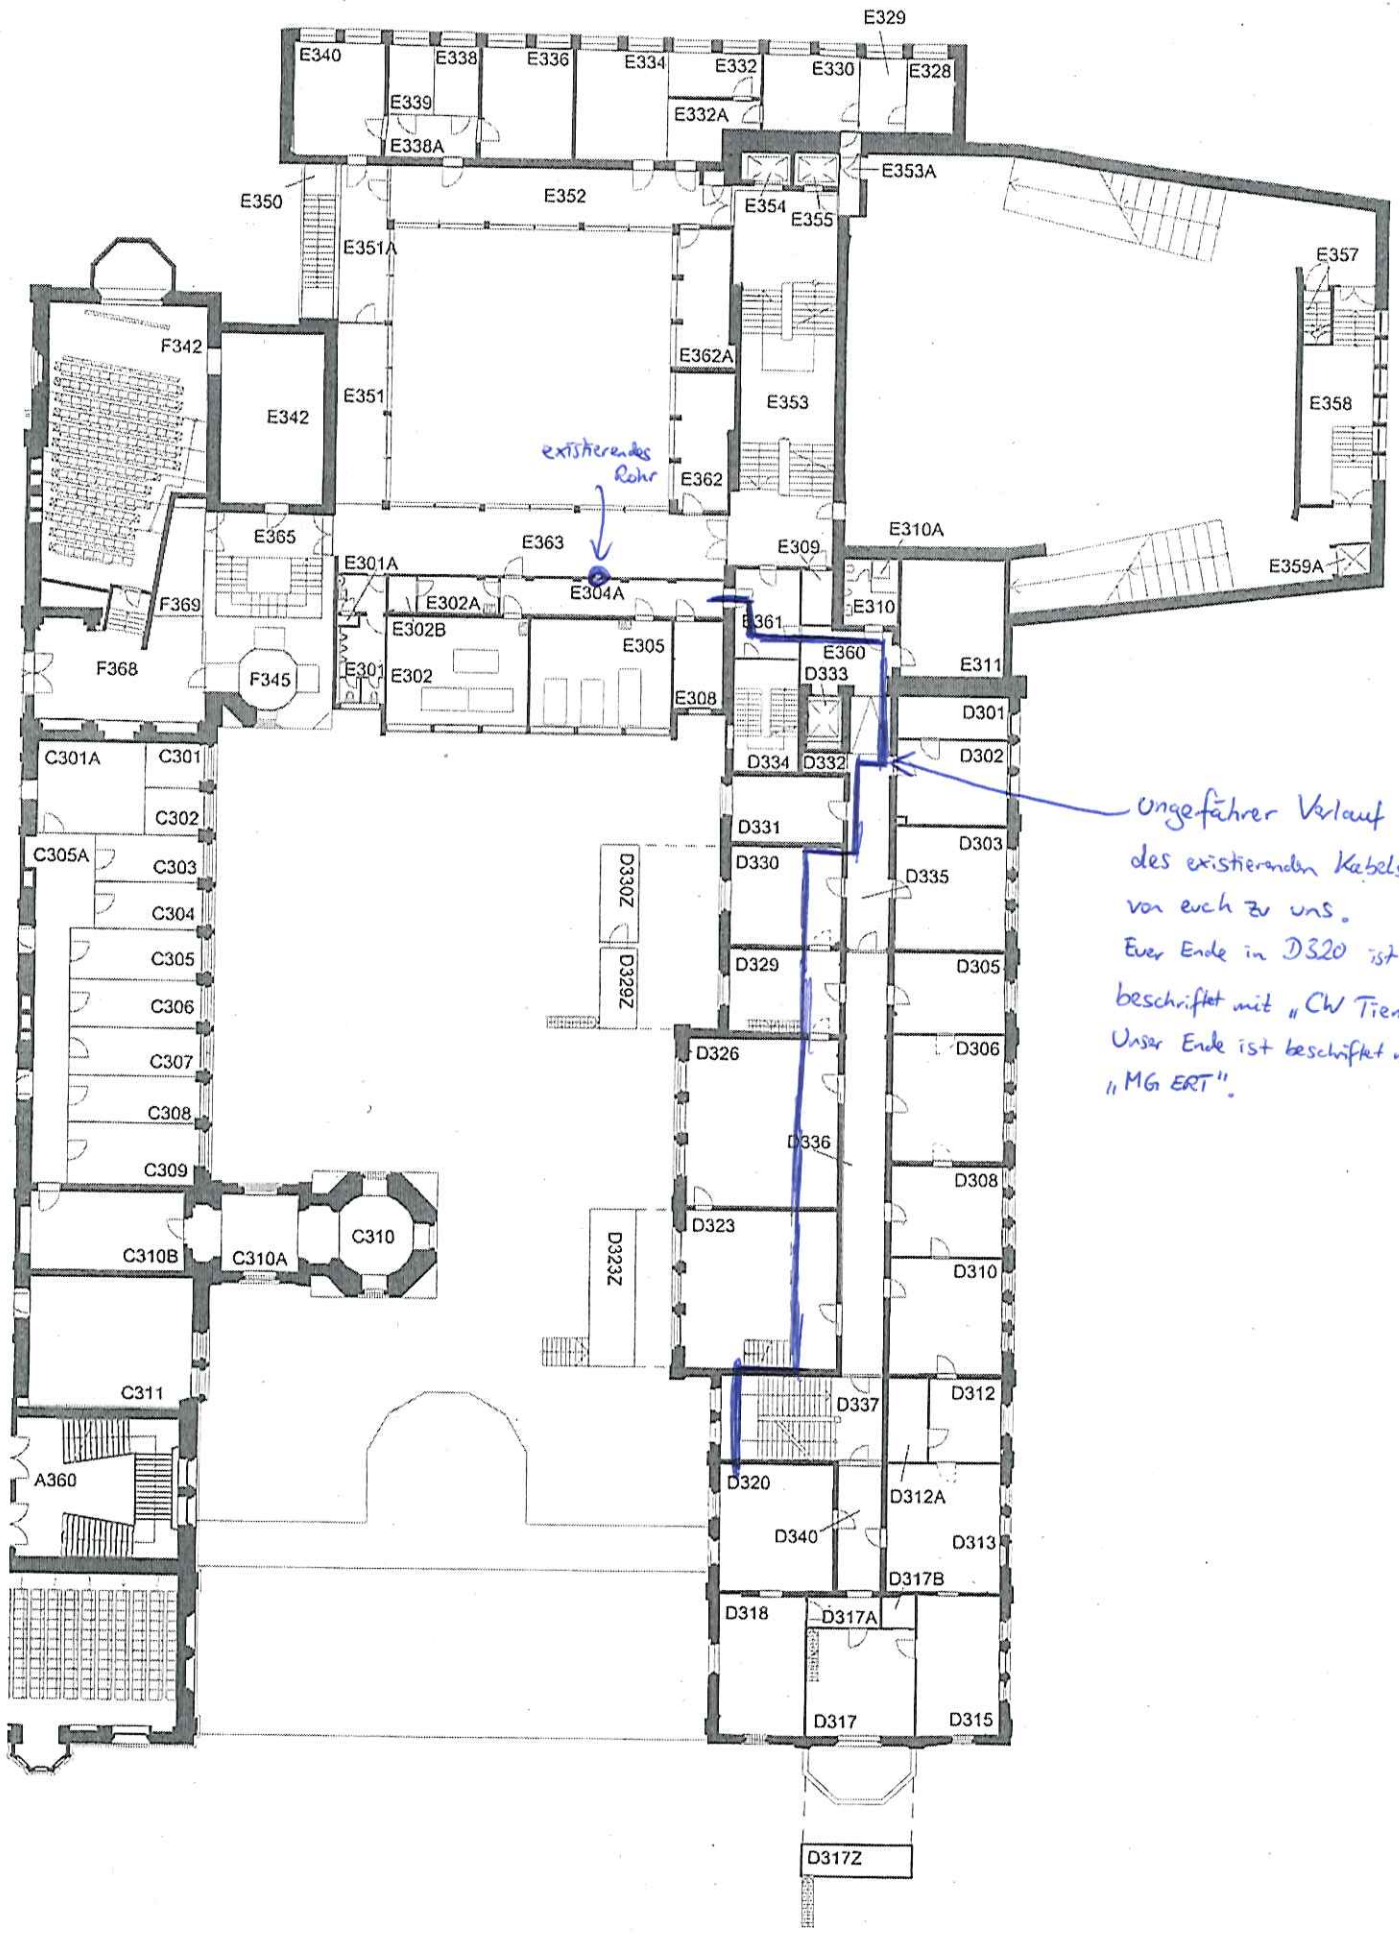 E329
E340
E338
E336
E334
E332
E330
E328
E339
E332A
E338A
E353A
E350
E352
E354
E355
E351A
E357
F342
E362A
E351
E342
E353
E358
existierendes
Rohr
E362
E365
E363
E309
E310A
E301A
E359A
E304A
E302A
F369
E310
E361
E302B
E305
E360
F368
E301
E302
D333
E311
F345
E308
D301
C301A
C301
D334
D332
D302
Ungefährer Verlauf
des existierenden Kabels
von euch zu uns.
Euer Ende in D320 ist
beschriftet mit „CW
Unser Ende ist beschriftet
„MG ERT".
C302
D331
C305A
D330
D303
C303
D330Z
D335
C304
C305
D329
D305
D329Z
C306
D326
D306
C307
C308
D336
C309
D308
D323
C310
C310B
C310A
D323Z
D310
C311
D337
D312
A360
D320
D312A
D340
D313
D317B
D318
D317A
D317
D315
D317Z